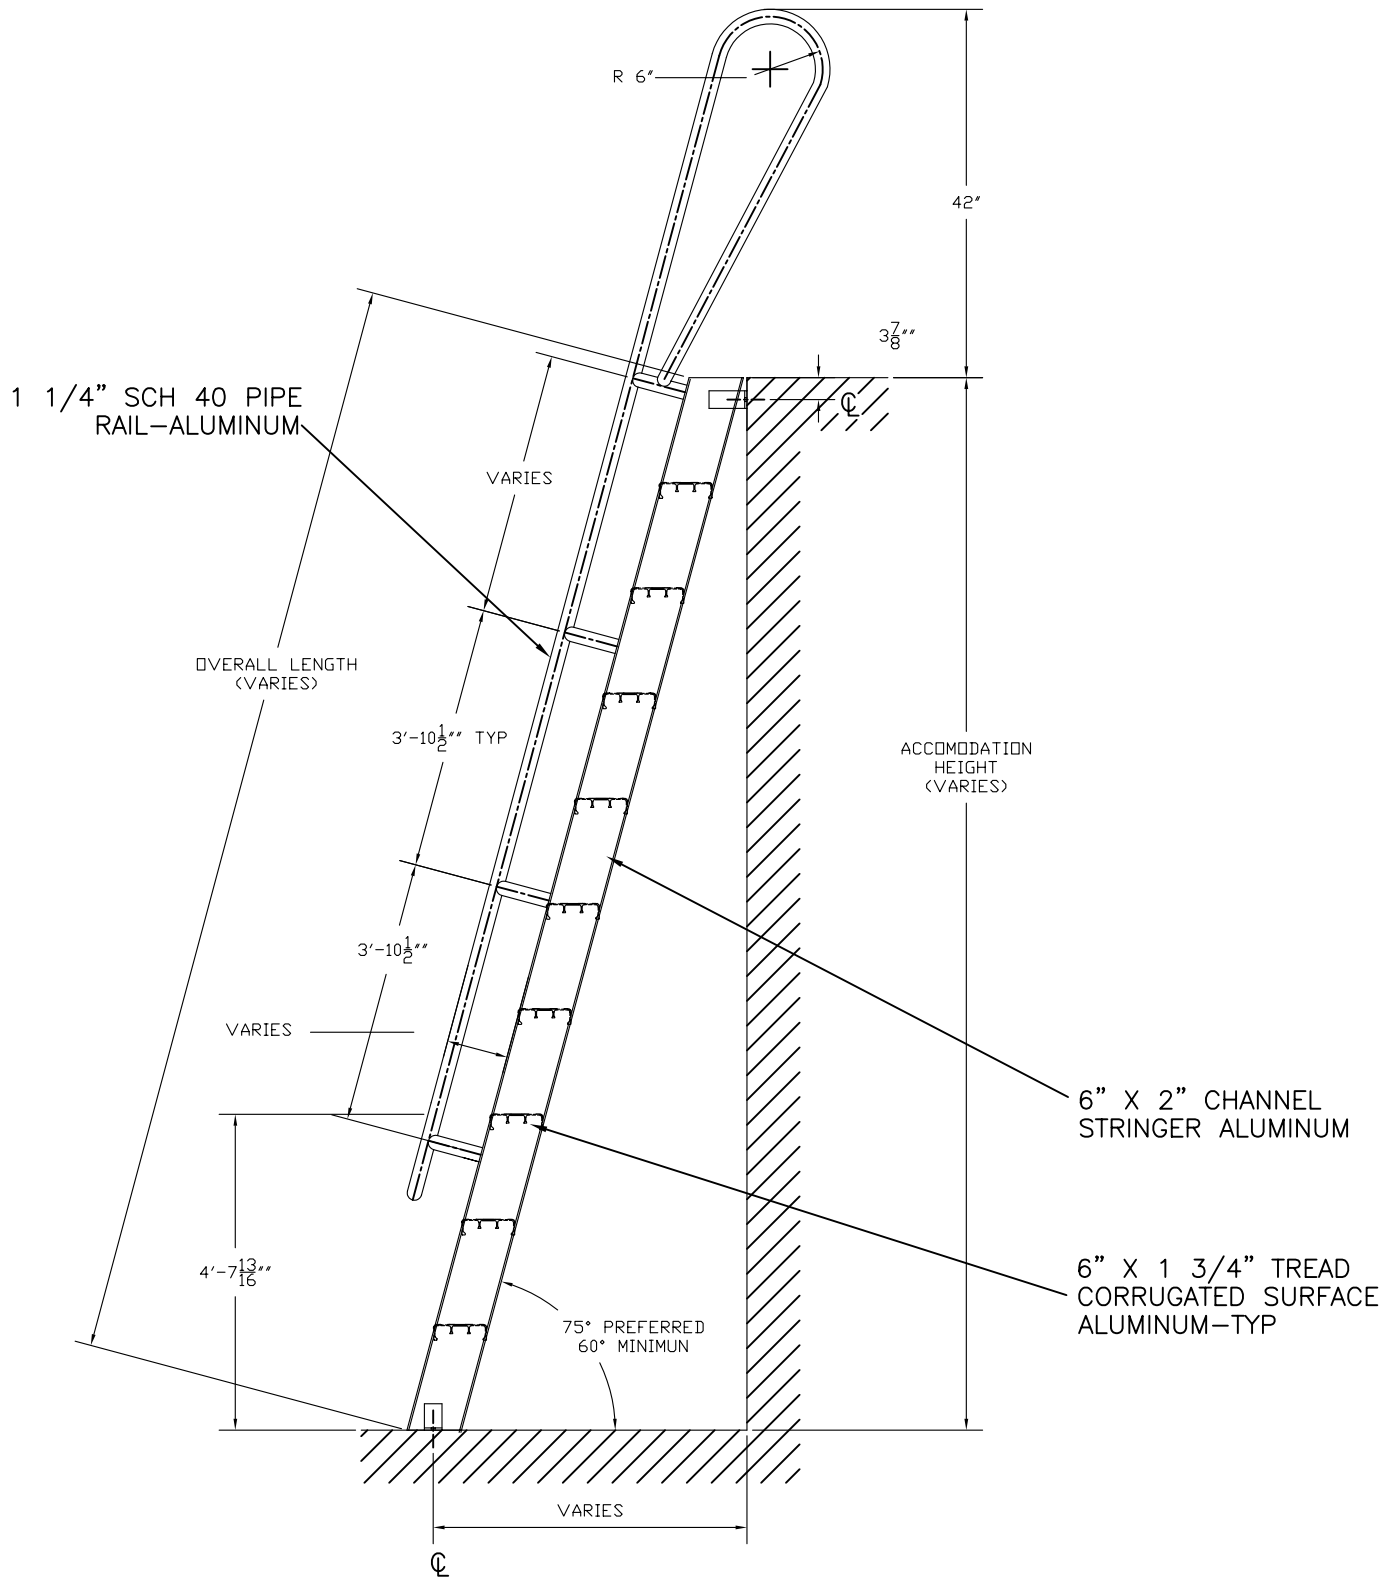 R 6"
42"
3 7/8""
℄
1 1/4" SCH 40 PIPE
RAIL-ALUMINUM
VARIES
OVERALL LENGTH
(VARIES)
3'-10 1/2"" TYP
ACCOMODATION
HEIGHT
(VARIES)
3'-10 1/2""
VARIES
6" X 2" CHANNEL
STRINGER ALUMINUM
4'-7 13/16""
6" X 1 3/4" TREAD
CORRUGATED SURFACE
ALUMINUM-TYP
75° PREFERRED
60° MINIMUN
VARIES
℄